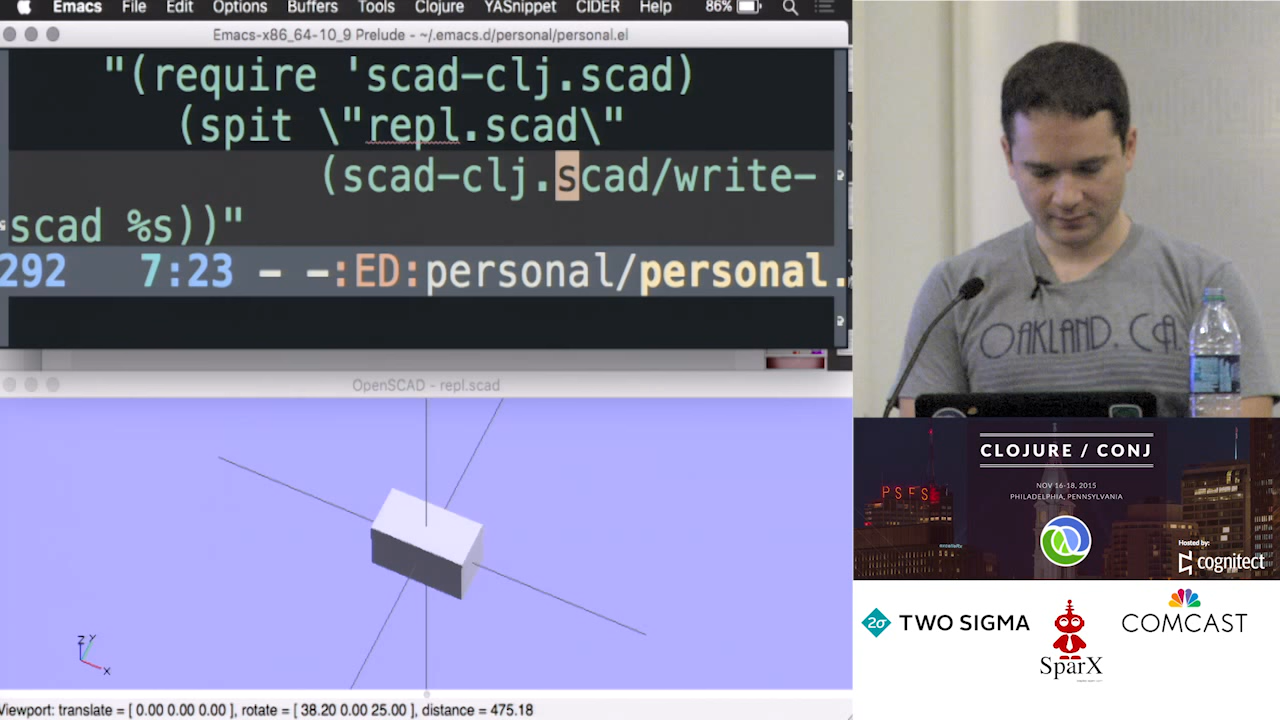 Emacs File Edit Options Buffers Tools Clojure YASnippet CIDER Help 86%
Emacs-x86_64-10_9 Prelude - ~/.emacs.d/personal/personal.el
"(require 'scad-clj.scad)
(spit \"repl.scad\"
(scad-clj.scad/write-
scad %s))"
292 7:23 - -:ED:personal/personal.
OpenSCAD - repl.scad
Z Y
X
Viewport: translate = [ 0.00 0.00 0.00 ], rotate = [ 38.20 0.00 25.00 ], distance = 475.18
OAKLAND, CA.
CLOJURE / CONJ
NOV 16-18, 2015
PHILADELPHIA, PENNSYLVANIA
PSFS
Hosted by:
cognitect
2σ TWO SIGMA
SparX
COMCAST